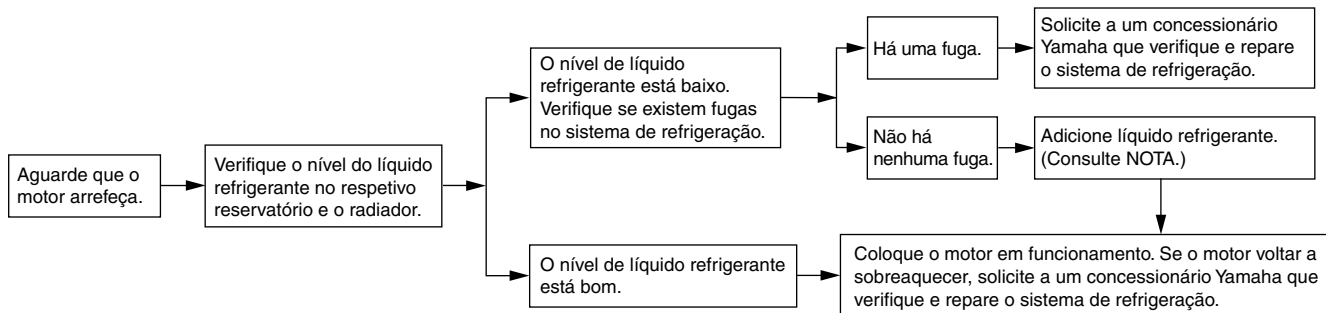 Aguarde que o
motor arrefeça.
Verifique o nível do líquido
refrigerante no respetivo
reservatório e o radiador.
O nível de líquido
refrigerante está baixo.
Verifique se existem fugas
no sistema de refrigeração.
Há uma fuga.
Solicite a um concessionário
Yamaha que verifique e repare
o sistema de refrigeração.
Não há
nenhuma fuga.
Adicione líquido refrigerante.
(Consulte NOTA.)
O nível de líquido refrigerante
está bom.
Coloque o motor em funcionamento. Se o motor voltar a
sobreaquecer, solicite a um concessionário Yamaha que
verifique e repare o sistema de refrigeração.